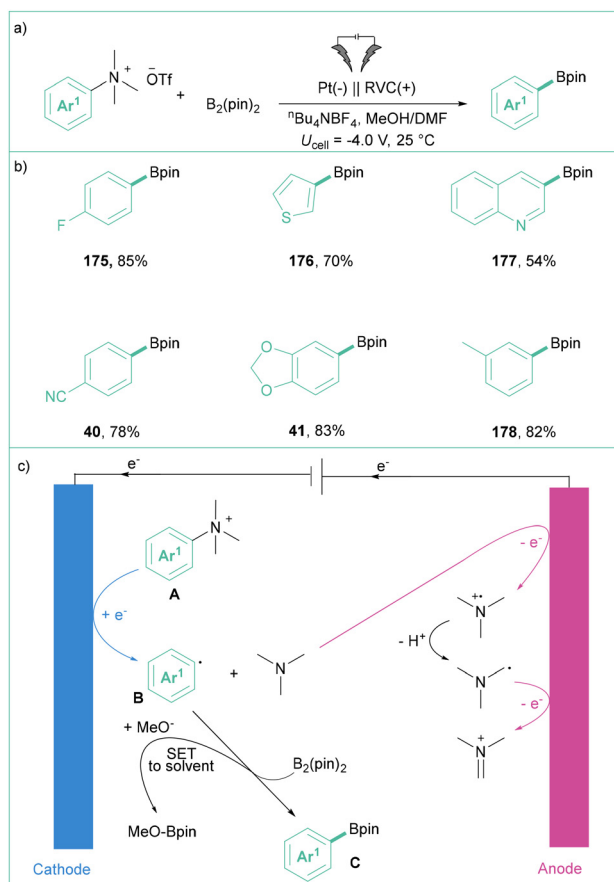 a)
N
+
Ar¹
−
OTf
+
B₂(pin)₂
Pt(-) || RVC(+)
ⁿBu₄NBF₄, MeOH/DMF
U_cell = -4.0 V, 25 °C
Bpin
Ar¹
b)
Bpin
F
175, 85%
Bpin
S
176, 70%
Bpin
N
177, 54%
Bpin
NC
40, 78%
O
O
Bpin
41, 83%
Bpin
178, 82%
c)
e⁻
e⁻
N
+
Ar¹
A
+ e⁻
Ar¹
B
+
N
- e⁻
+•
N
- H⁺
N
- e⁻
+
N
+ MeO⁻
SET
to solvent
B₂(pin)₂
MeO-Bpin
Bpin
Ar¹
C
Cathode
Anode